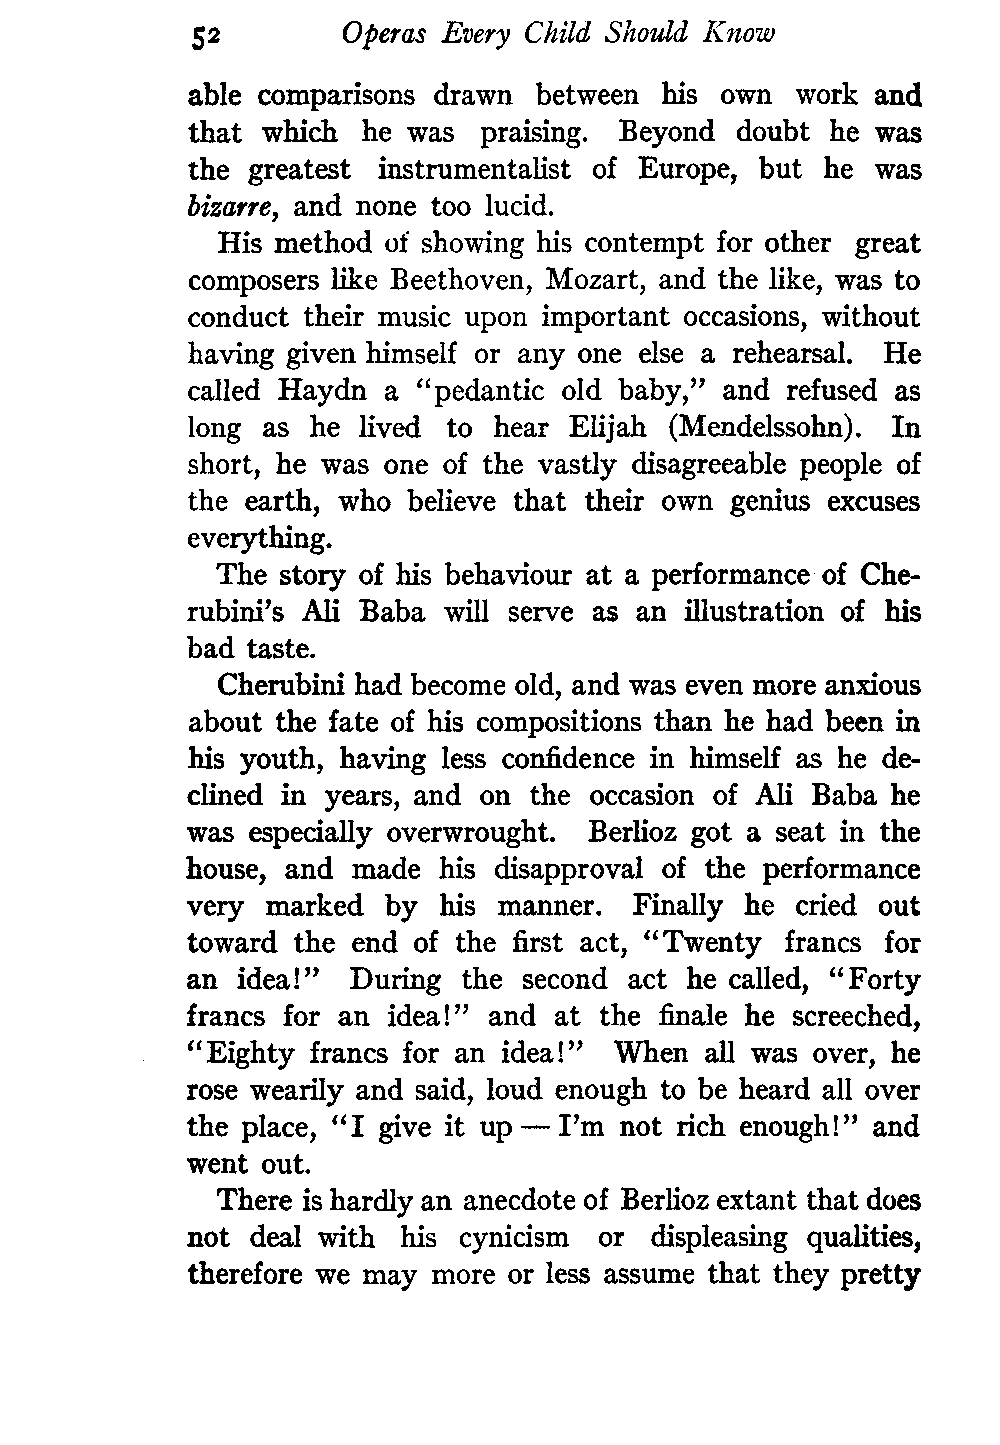 52 Operas Every Child Should Know
able comparisons drawn between his own work and
that which he was praising. Beyond doubt he was
the greatest instrumentalist of Europe, but he was
bizarre, and none too lucid.
His method of showing his contempt for other great
composers like Beethoven, Mozart, and the like, was to
conduct their music upon important occasions, without
having given himself or any one else a rehearsal. He
called Haydn a “pedantic old baby,” and refused as
long as he lived to hear Elijah (Mendelssohn). In
short, he was one of the vastly disagreeable people of
the earth, who believe that their own genius excuses
everything.
The story of his behaviour at a performance of Che-
rubini’s Ali Baba will serve as an illustration of his
bad taste.
Cherubini had become old, and was even more anxious
about the fate of his compositions than he had been in
his youth, having less confidence in himself as he de-
clined in years, and on the occasion of Ali Baba he
was especially overwrought. Berlioz got a seat in the
house, and made his disapproval of the performance
very marked by his manner. Finally he cried out
toward the end of the first act, “Twenty francs for
an idea!” During the second act he called, “Forty
francs for an idea!” and at the finale he screeched,
“Eighty francs for an idea!” When all was over, he
rose wearily and said, loud enough to be heard all over
the place, “I give it up — I’m not rich enough!” and
went out.
There is hardly an anecdote of Berlioz extant that does
not deal with his cynicism or displeasing qualities,
therefore we may more or less assume that they pretty